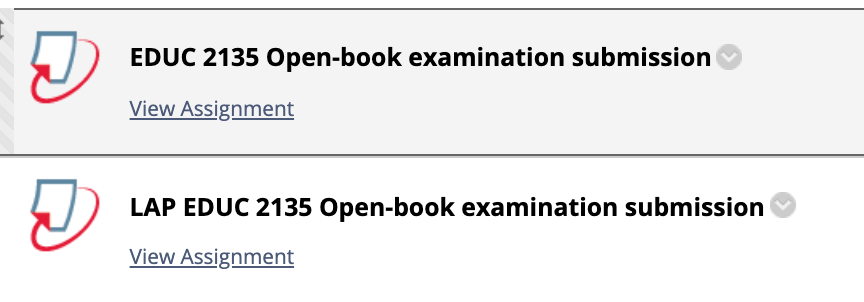 EDUC 2135 Open-book examination submission
View Assignment
LAP EDUC 2135 Open-book examination submission
View Assignment